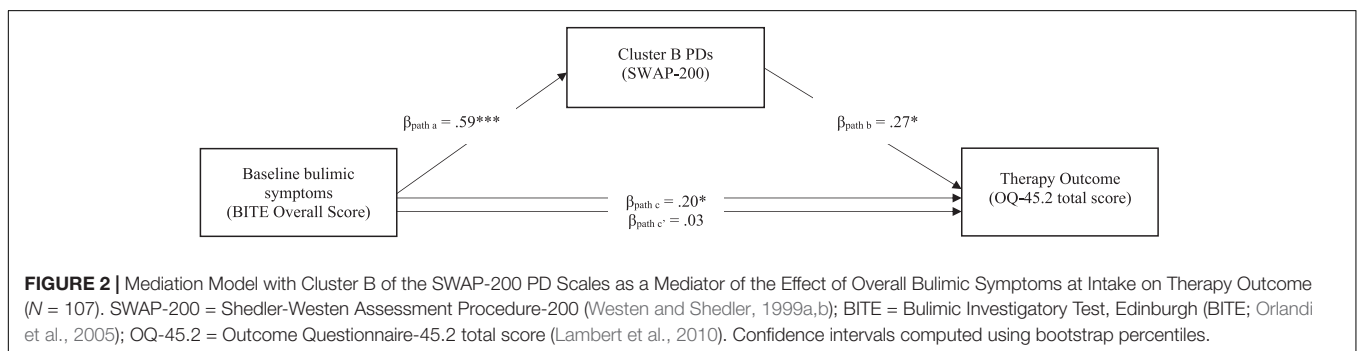 Cluster B PDs
(SWAP-200)
βpath a = .59***
βpath b = .27*
Baseline bulimic
symptoms
(BITE Overall Score)
βpath c = .20*
βpath c' = .03
Therapy Outcome
(OQ-45.2 total score)
FIGURE 2 | Mediation Model with Cluster B of the SWAP-200 PD Scales as a Mediator of the Effect of Overall Bulimic Symptoms at Intake on Therapy Outcome
(N = 107). SWAP-200 = Shedler-Westen Assessment Procedure-200 (Westen and Shedler, 1999a,b); BITE = Bulimic Investigatory Test, Edinburgh (BITE; Orlandi
et al., 2005); OQ-45.2 = Outcome Questionnaire-45.2 total score (Lambert et al., 2010). Confidence intervals computed using bootstrap percentiles.